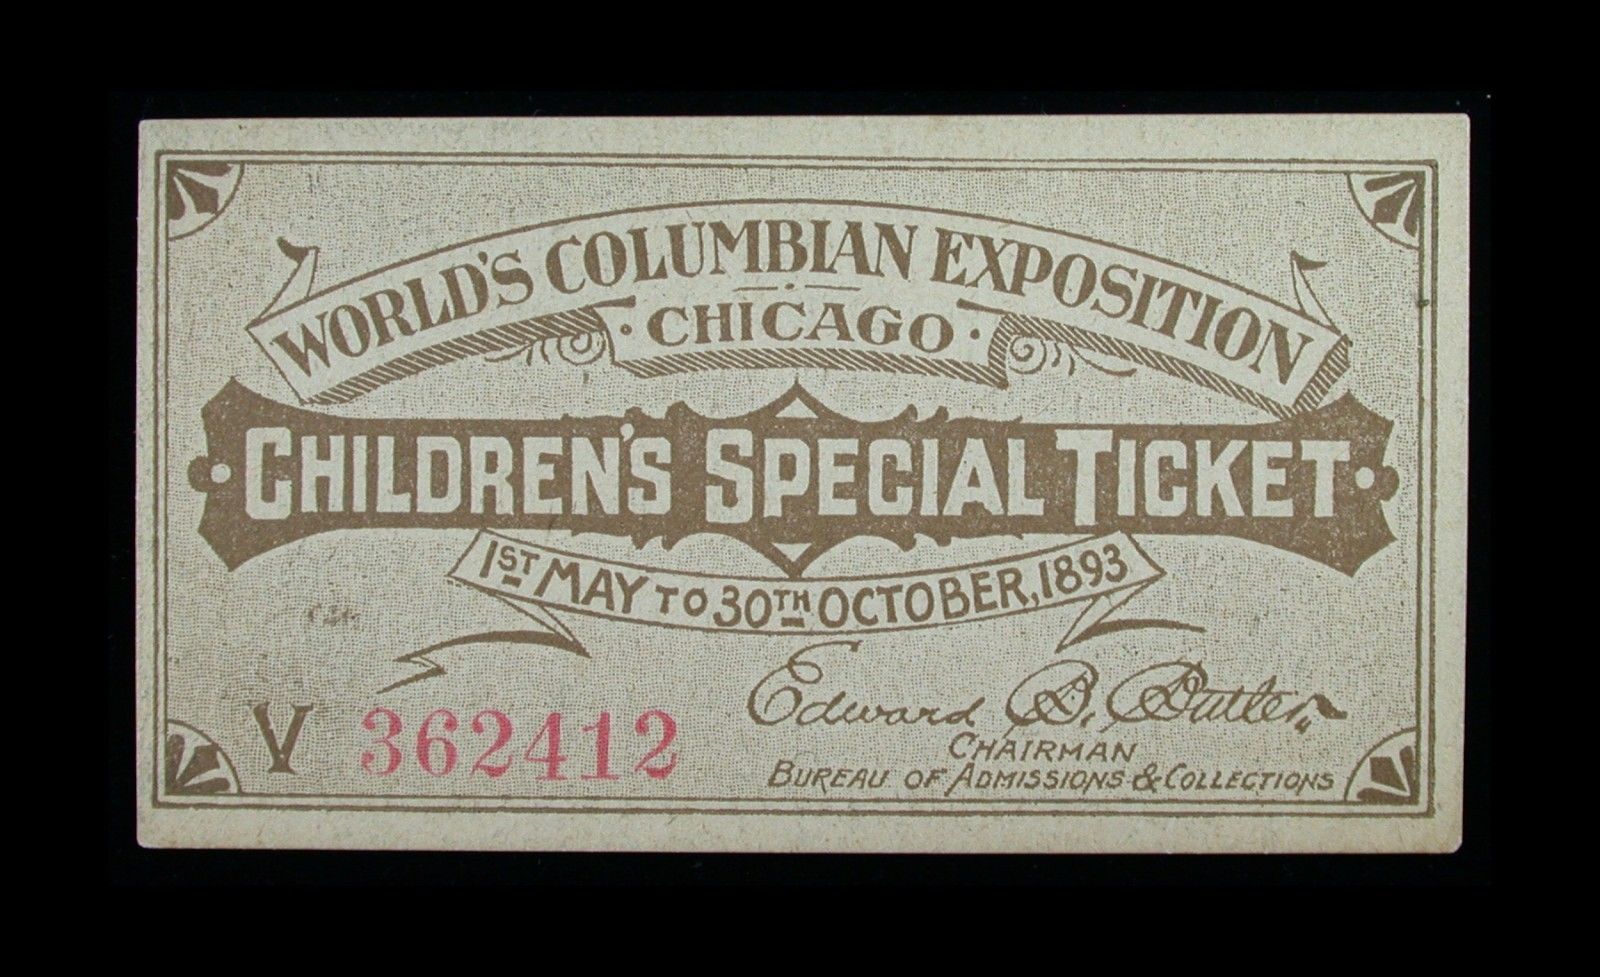 WORLD'S COLUMBIAN EXPOSITION
CHICAGO
CHILDREN'S SPECIAL TICKET
1ST MAY TO 30TH OCTOBER, 1893
V 362412
Edward B. Butler
CHAIRMAN
BUREAU OF ADMISSIONS & COLLECTIONS